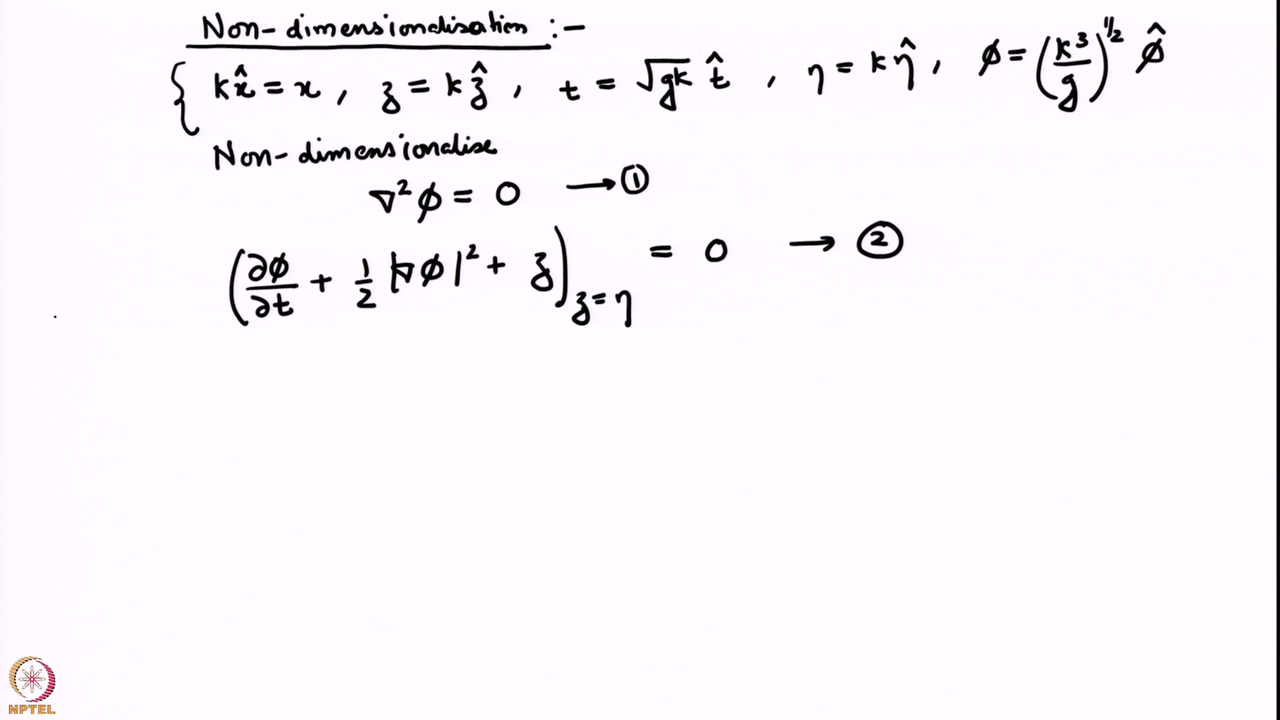 Non-dimensionalisation :-
kx̂ = x , z = kẑ , t = √gk t̂ , η = kη̂ , φ = (k³/g)^1/2 φ̂
Non-dimensionalise
∇²φ = 0 → ①
(∂φ/∂t + 1/2 |∇φ|² + z)_z=η = 0 → ②
NPTEL